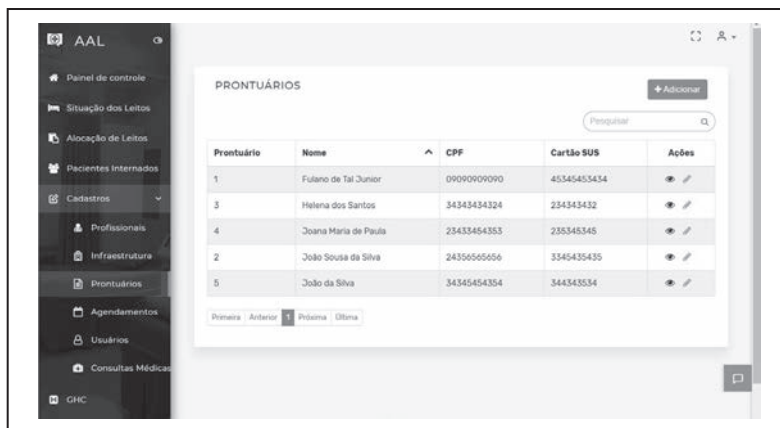 AAL
Painel de controle
Situação dos Leitos
Alocação de Leitos
Pacientes Internados
Cadastros
Profissionais
Infraestrutura
Prontuários
Agendamentos
Usuários
Consultas Médicas
GHC
PRONTUÁRIOS
+ Adicionar
Pesquisar
Prontuário Nome CPF Cartão SUS Ações
1 Fulano de Tal Junior 09090909090 45345453434
3 Helena dos Santos 34343434324 234343432
4 Joana Maria de Paula 23433454353 235345345
2 João Sousa da Silva 24356565656 3345435435
5 João da Silva 34345454354 344343534
Primeira Anterior 1 Próxima Última